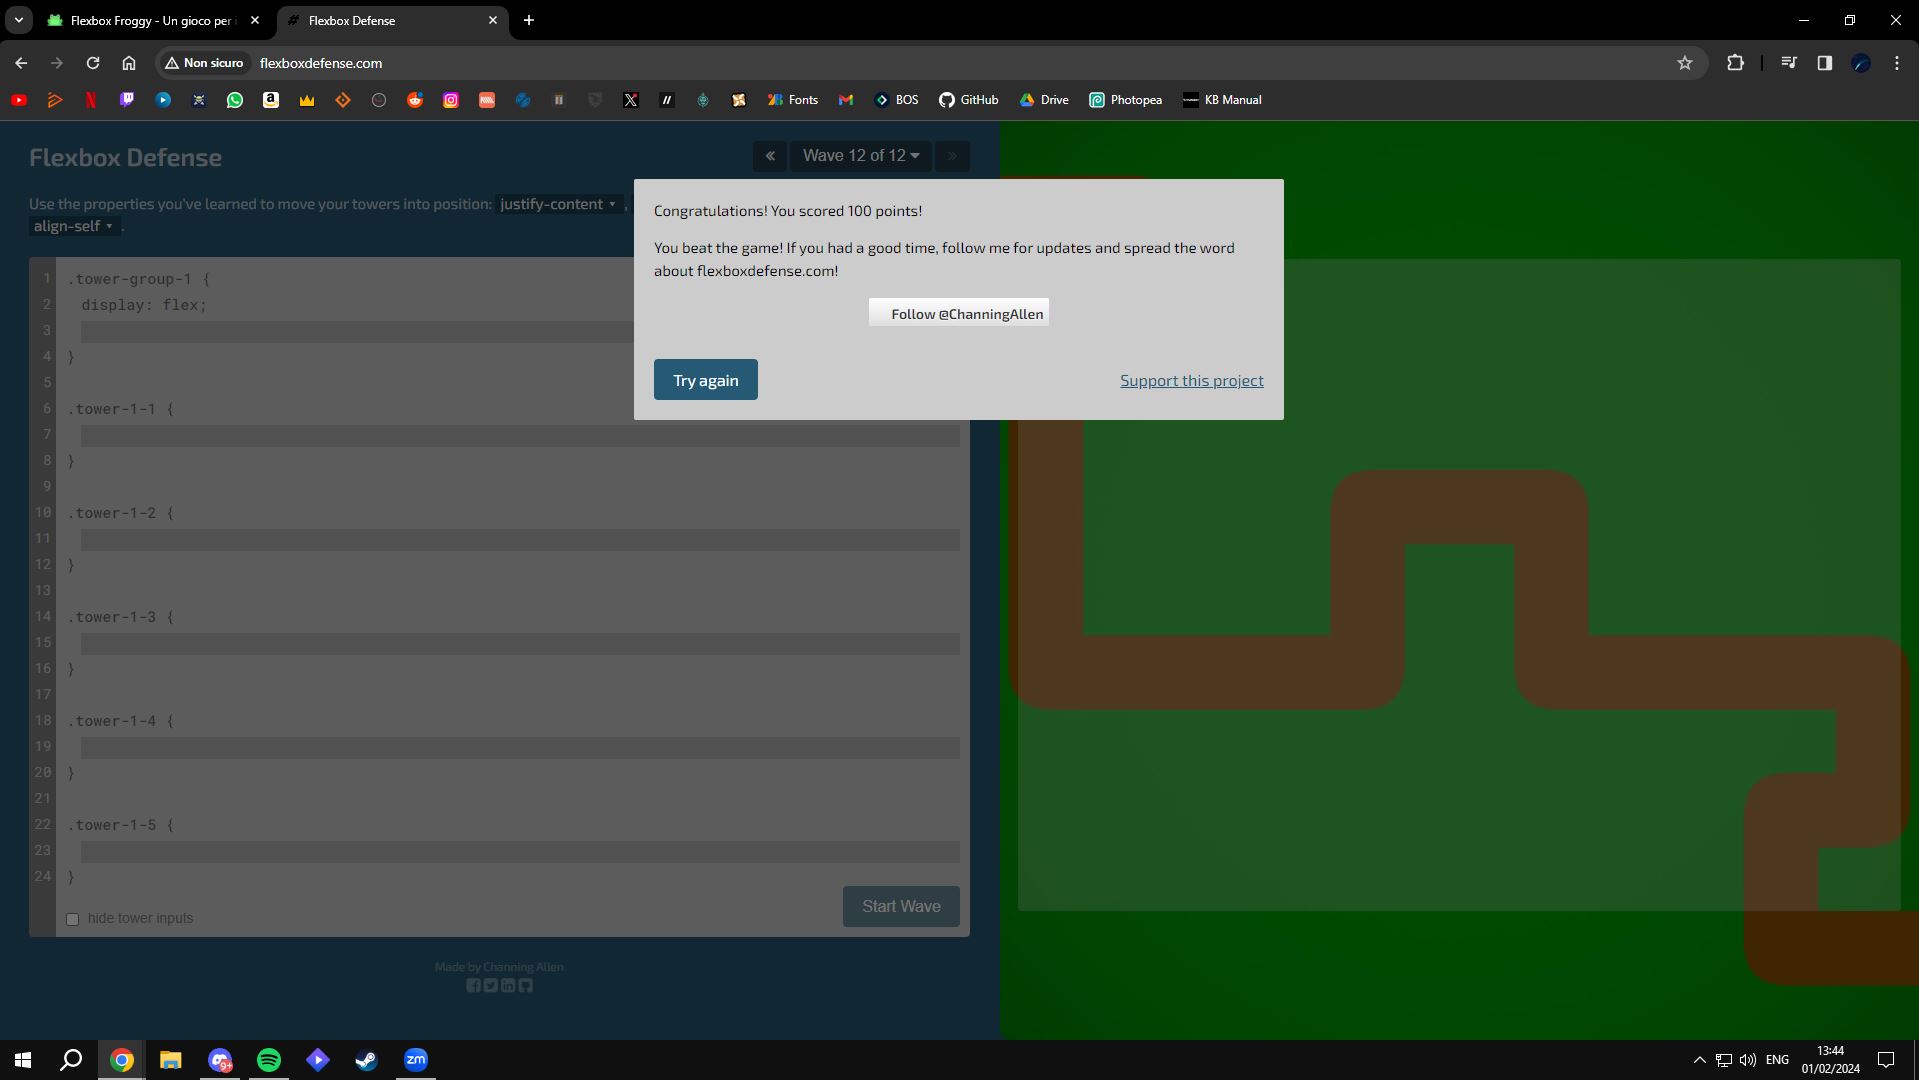 Flexbox Froggy - Un gioco per i
Flexbox Defense
Non sicuro
flexboxdefense.com
Fonts
BOS
GitHub
Drive
Photopea
KB Manual
Flexbox Defense
«
Wave 12 of 12
»
Use the properties you've learned to move your towers into position: justify-content ,
align-self .
1 .tower-group-1 {
2 display: flex;
3
4 }
5
6 .tower-1-1 {
7
8 }
9
10 .tower-1-2 {
11
12 }
13
14 .tower-1-3 {
15
16 }
17
18 .tower-1-4 {
19
20 }
21
22 .tower-1-5 {
23
24 }
hide tower inputs
Start Wave
Made by Channing Allen
Congratulations! You scored 100 points!
You beat the game! If you had a good time, follow me for updates and spread the word
about flexboxdefense.com!
Follow @ChanningAllen
Try again
Support this project
9+
zm
ENG
13:44
01/02/2024